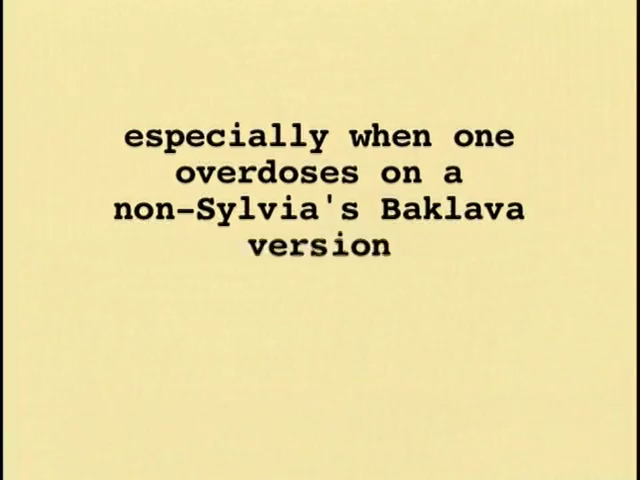 especially when one
overdoses on a
non-Sylvia's Baklava
version